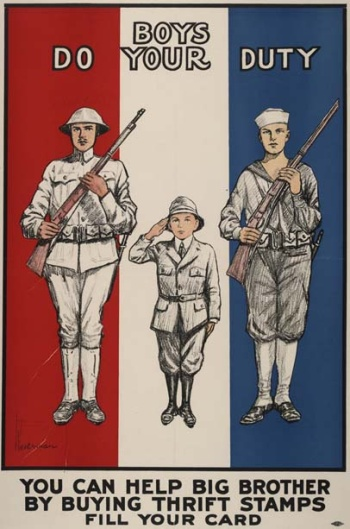 BOYS
DO YOUR DUTY
YOU CAN HELP BIG BROTHER
BY BUYING THRIFT STAMPS
FILL YOUR CARD